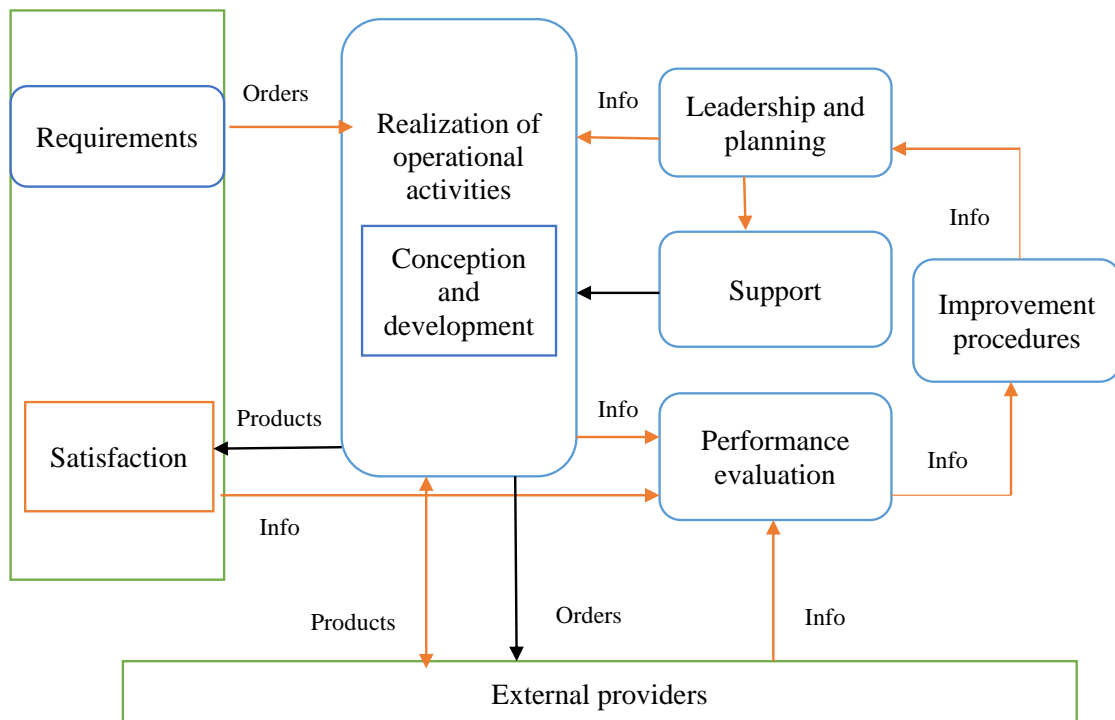 Orders
Requirements
Realization of
operational
activities
Conception
and
development
Info
Leadership and
planning
Support
Info
Improvement
procedures
Products
Satisfaction
Info
Performance
evaluation
Info
Info
Products
Orders
Info
External providers